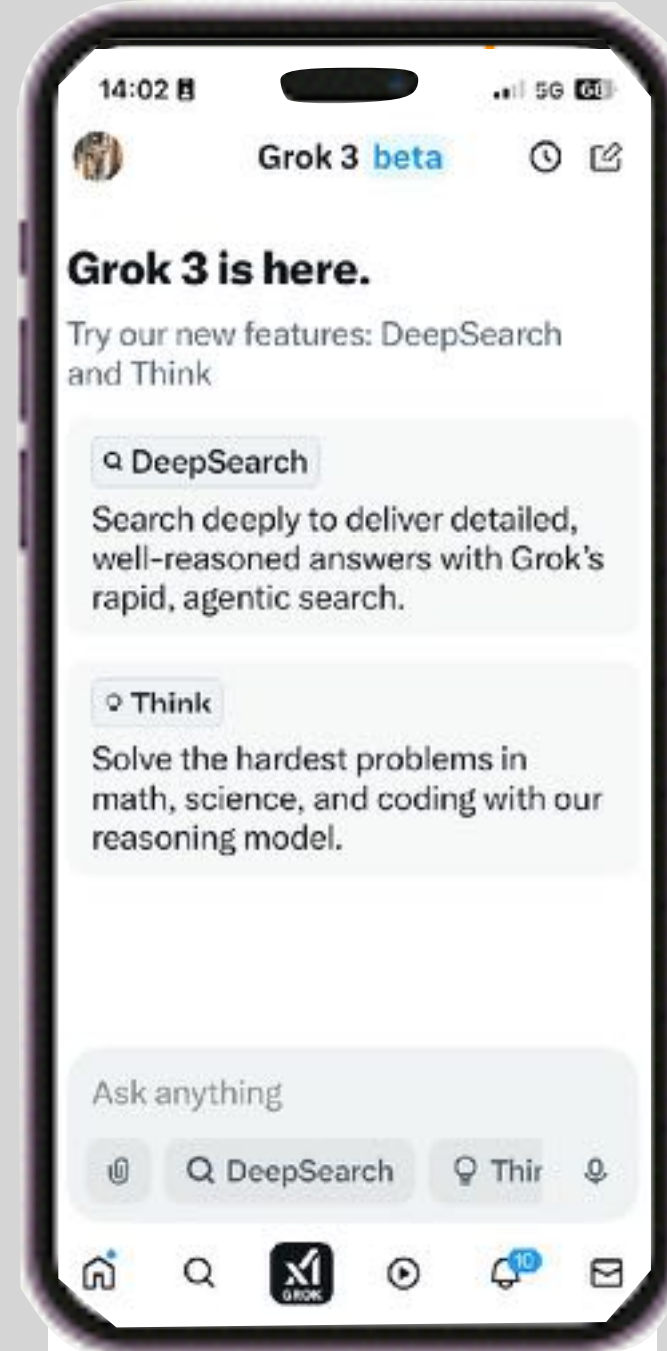 14:02
5G
Grok 3 beta
Grok 3 is here.
Try our new features: DeepSearch
and Think
DeepSearch
Search deeply to deliver detailed,
well-reasoned answers with Grok's
rapid, agentic search.
Think
Solve the hardest problems in
math, science, and coding with our
reasoning model.
Ask anything
DeepSearch
Thin
GROK
10